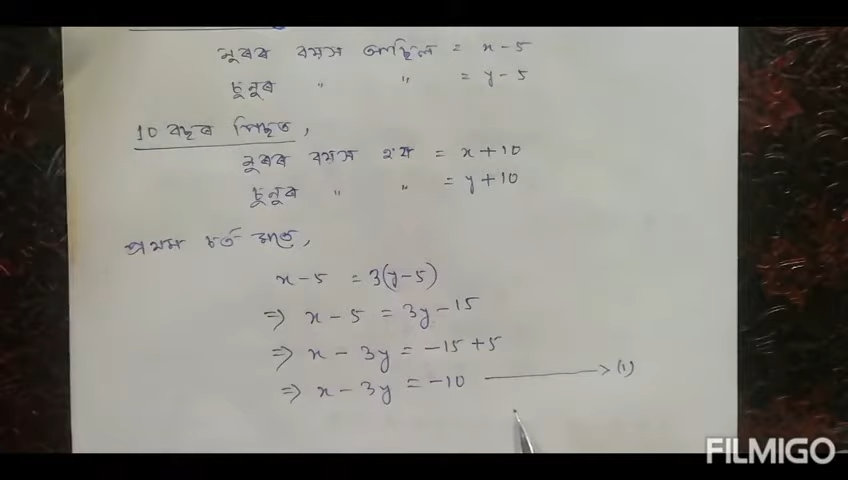 নুৰৰ বয়স আছিল = x - 5
চুনুৰ " " = y - 5
10 বছৰ পিছত,
নুৰৰ বয়স হ'ব = x + 10
চুনুৰ " " = y + 10
প্ৰথম চৰ্ত মতে,
x - 5 = 3(y - 5)
⇒ x - 5 = 3y - 15
⇒ x - 3y = -15 + 5
⇒ x - 3y = -10 ⟶ (1)
FILMIGO